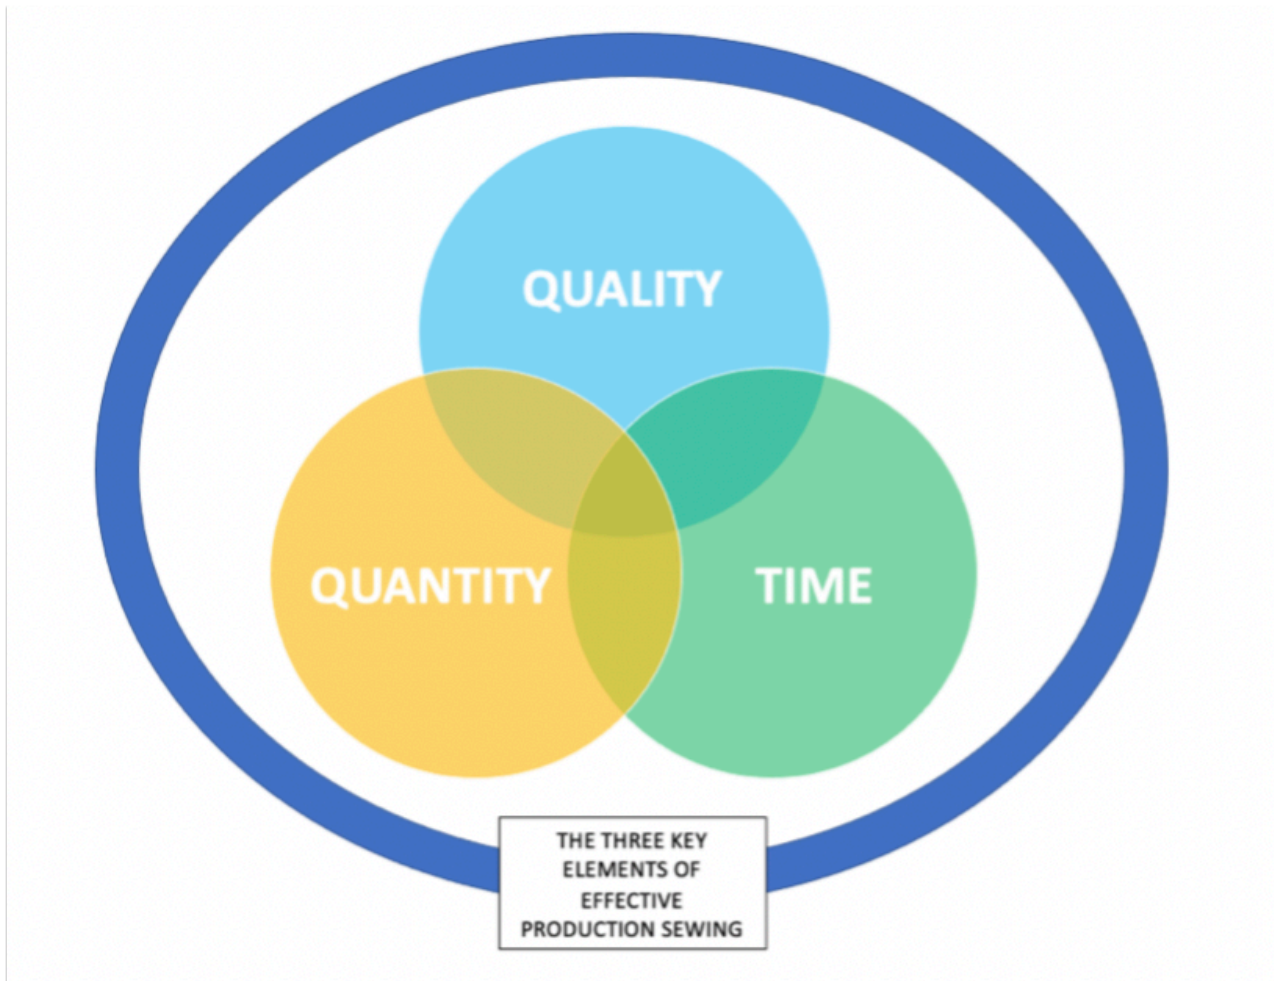 QUALITY
QUANTITY
TIME
THE THREE KEY
ELEMENTS OF
EFFECTIVE
PRODUCTION SEWING